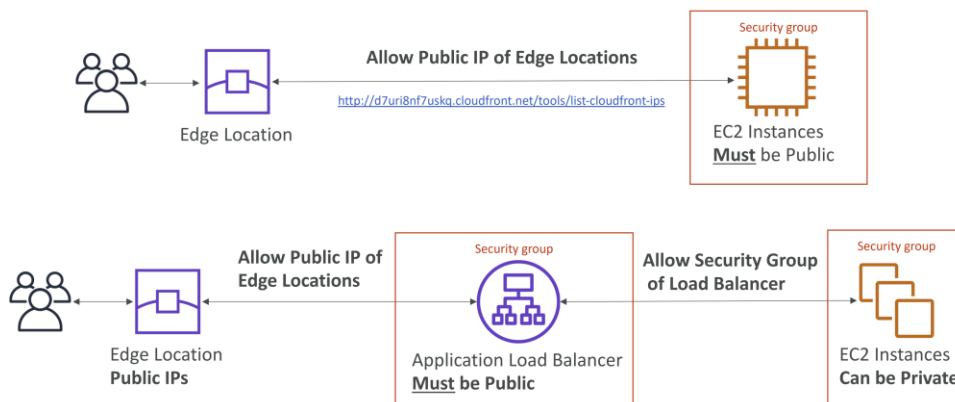 Security group
Allow Public IP of Edge Locations
http://d7uri8nf7uskq.cloudfront.net/tools/list-cloudfront-ips
Edge Location
EC2 Instances
Must be Public
Allow Public IP of
Edge Locations
Security group
Allow Security Group
of Load Balancer
Security group
Edge Location
Public IPs
Application Load Balancer
Must be Public
EC2 Instances
Can be Private